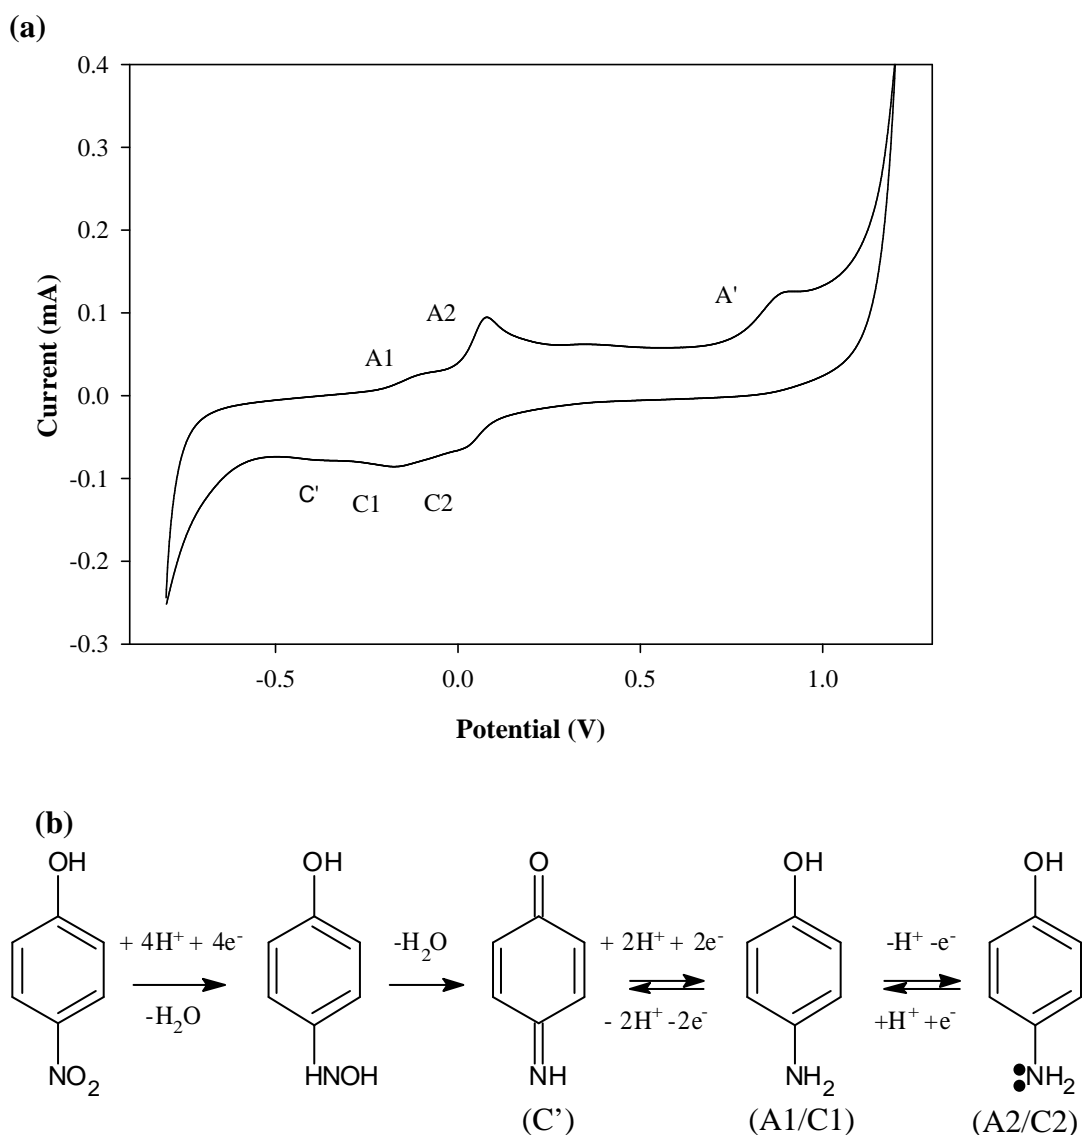 (a)
0.4
0.3
0.2
0.1
0.0
-0.1
-0.2
-0.3
Current (mA)
A1
A2
A'
C'
C1
C2
-0.5 0.0 0.5 1.0
Potential (V)
(b)
OH OH O OH OH
+ 4H⁺ + 4e⁻ -H₂O + 2H⁺ + 2e⁻ -H⁺ -e⁻
-H₂O - 2H⁺ -2e⁻ +H⁺ +e⁻
NO₂ HNOH NH NH₂ NH₂
(C’) (A1/C1) (A2/C2)